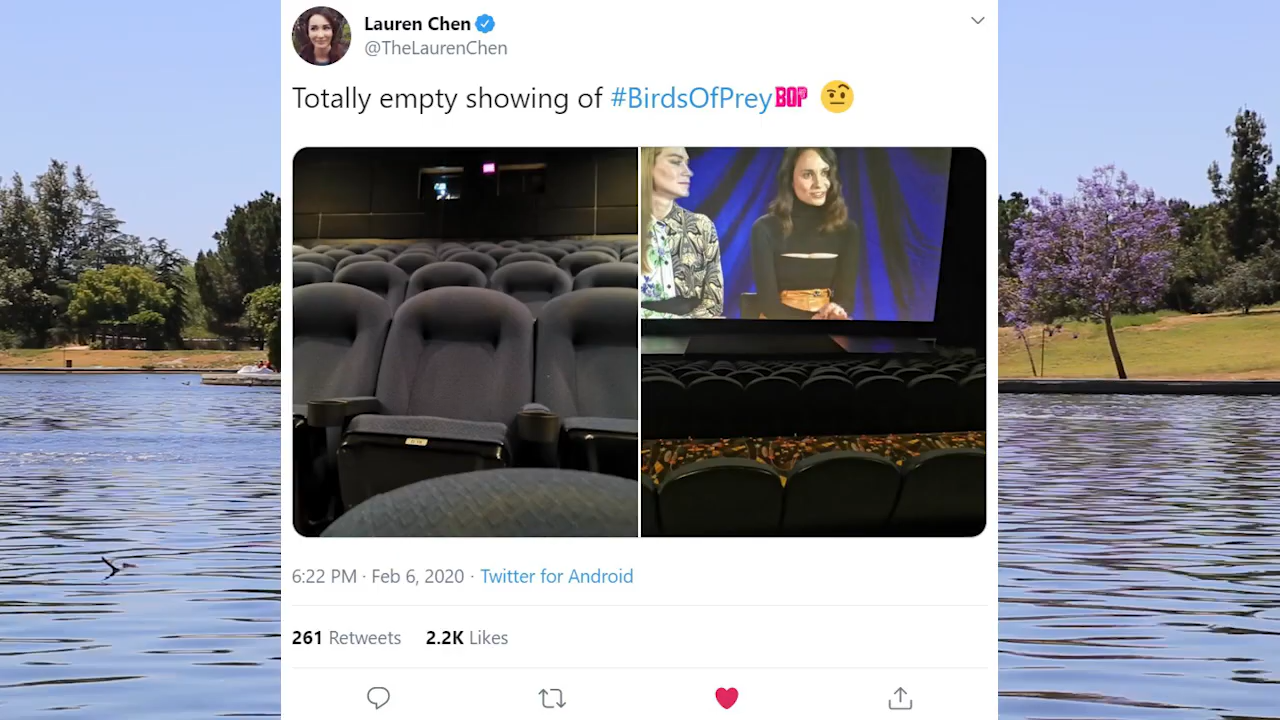 Lauren Chen
@TheLaurenChen
Totally empty showing of #BirdsOfPrey BOP
6:22 PM · Feb 6, 2020 · Twitter for Android
261 Retweets 2.2K Likes